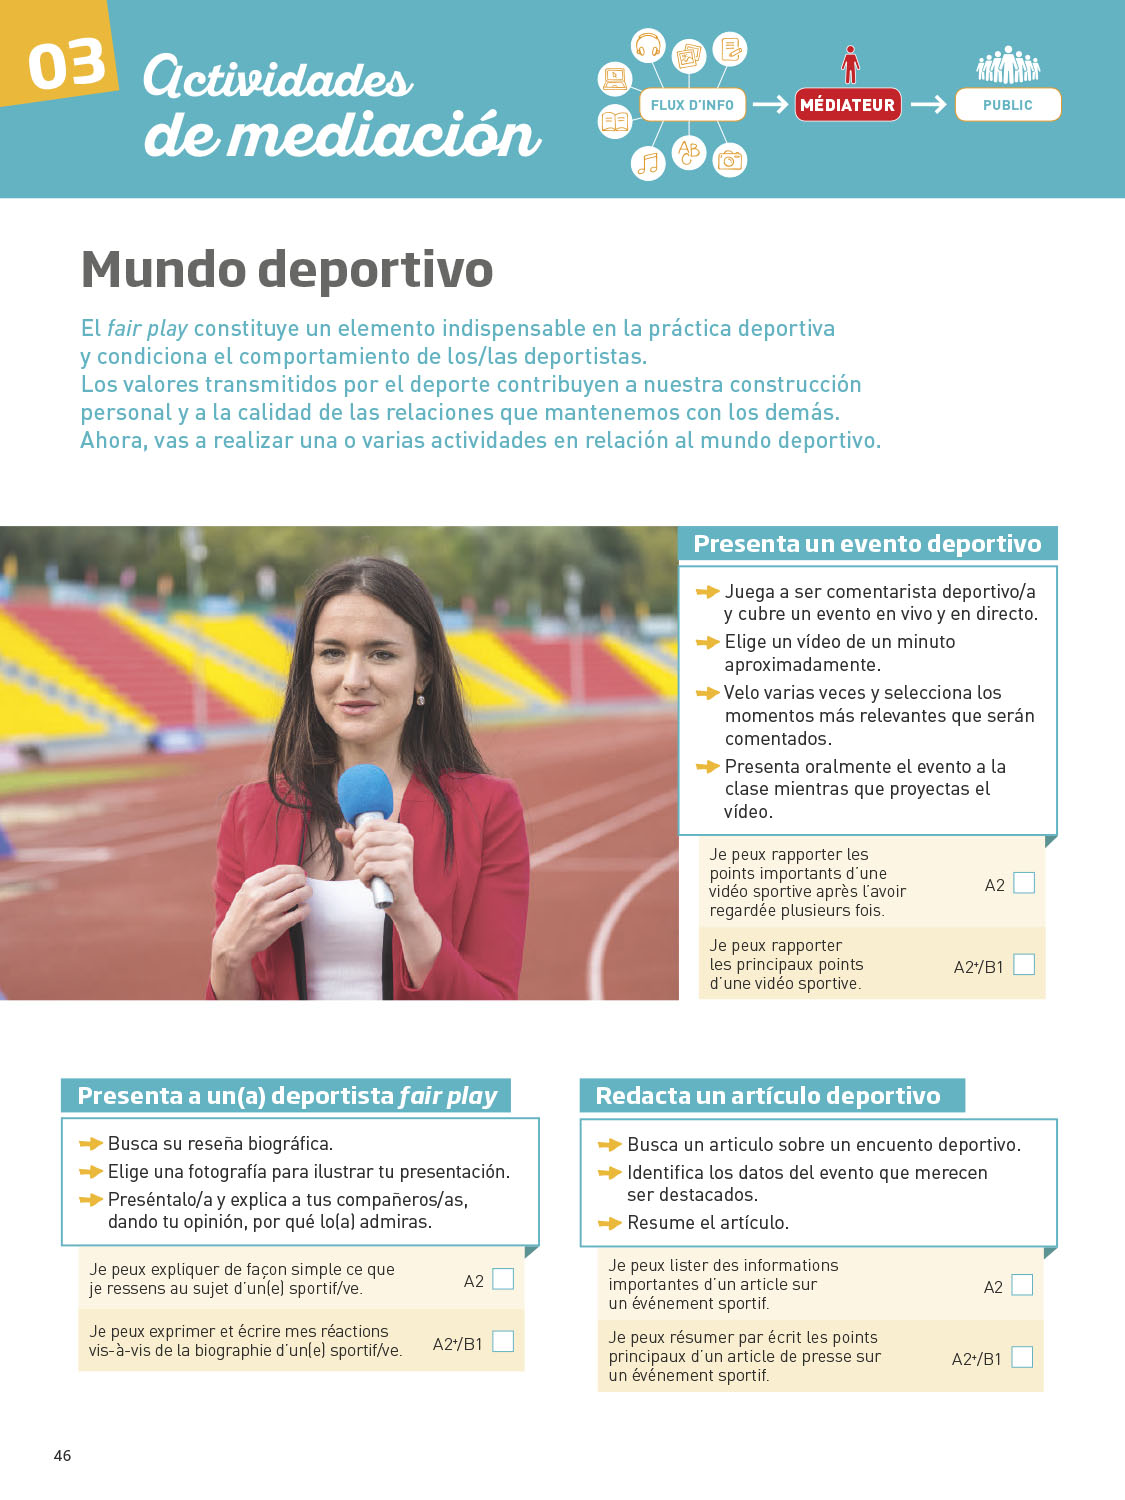 03
Actividades
de mediación
AB
C
FLUX D'INFO
MÉDIATEUR
PUBLIC
Mundo deportivo
El fair play constituye un elemento indispensable en la práctica deportiva
y condiciona el comportamiento de los/las deportistas.
Los valores transmitidos por el deporte contribuyen a nuestra construcción
personal y a la calidad de las relaciones que mantenemos con los demás.
Ahora, vas a realizar una o varias actividades en relación al mundo deportivo.
Presenta un evento deportivo
Juega a ser comentarista deportivo/a
y cubre un evento en vivo y en directo.
Elige un vídeo de un minuto
aproximadamente.
Velo varias veces y selecciona los
momentos más relevantes que serán
comentados.
Presenta oralmente el evento a la
clase mientras que proyectas el
vídeo.
Je peux rapporter les
points importants d'une
vidéo sportive après l'avoir
regardée plusieurs fois.
A2
Je peux rapporter
les principaux points
d'une vidéo sportive.
A2+/B1
Presenta a un(a) deportista fair play
Busca su reseña biográfica.
Elige una fotografía para ilustrar tu presentación.
Preséntalo/a y explica a tus compañeros/as,
dando tu opinión, por qué lo(a) admiras.
Je peux expliquer de façon simple ce que
je ressens au sujet d'un(e) sportif/ve.
A2
Je peux exprimer et écrire mes réactions
vis-à-vis de la biographie d'un(e) sportif/ve.
A2+/B1
Redacta un artículo deportivo
Busca un articulo sobre un encuento deportivo.
Identifica los datos del evento que merecen
ser destacados.
Resume el artículo.
Je peux lister des informations
importantes d'un article sur
un événement sportif.
A2
Je peux résumer par écrit les points
principaux d'un article de presse sur
un événement sportif.
A2+/B1
46